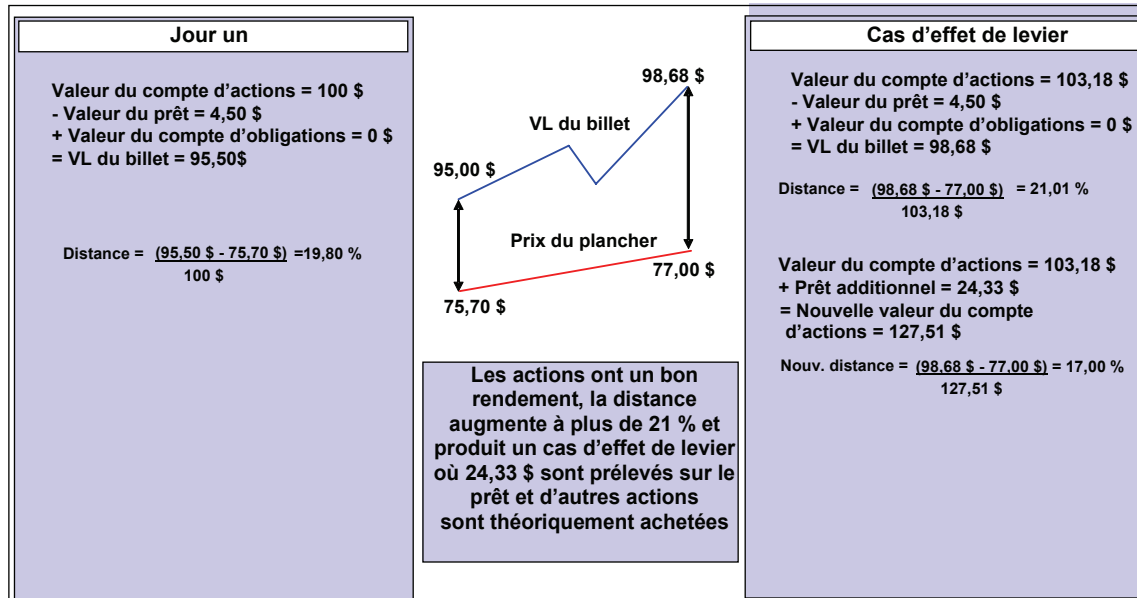 Jour un
Valeur du compte d'actions = 100 $
- Valeur du prêt = 4,50 $
+ Valeur du compte d'obligations = 0 $
= VL du billet = 95,50$
Distance = (95,50 $ - 75,70 $) =19,80 %
100 $
98,68 $
VL du billet
95,00 $
Prix du plancher
77,00 $
75,70 $
Les actions ont un bon
rendement, la distance
augmente à plus de 21 % et
produit un cas d'effet de levier
où 24,33 $ sont prélevés sur le
prêt et d'autres actions
sont théoriquement achetées
Cas d'effet de levier
Valeur du compte d'actions = 103,18 $
- Valeur du prêt = 4,50 $
+ Valeur du compte d'obligations = 0 $
= VL du billet = 98,68 $
Distance = (98,68 $ - 77,00 $) = 21,01 %
103,18 $
Valeur du compte d'actions = 103,18 $
+ Prêt additionnel = 24,33 $
= Nouvelle valeur du compte
d'actions = 127,51 $
Nouv. distance = (98,68 $ - 77,00 $) = 17,00 %
127,51 $